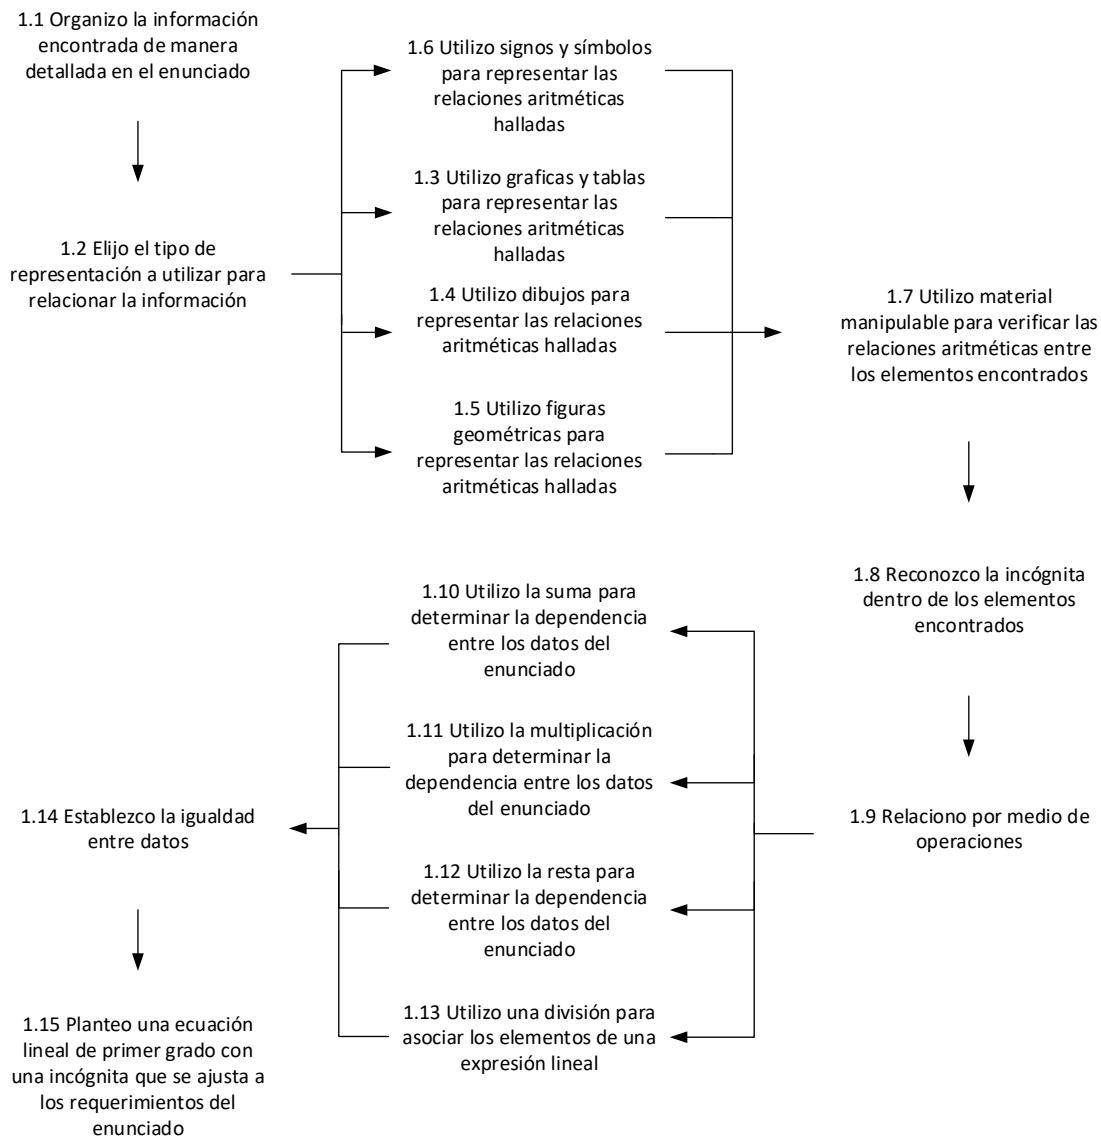 1.1 Organizo la información
encontrada de manera
detallada en el enunciado
1.2 Elijo el tipo de
representación a utilizar para
relacionar la información
1.6 Utilizo signos y símbolos
para representar las
relaciones aritméticas
halladas
1.3 Utilizo graficas y tablas
para representar las
relaciones aritméticas
halladas
1.4 Utilizo dibujos para
representar las relaciones
aritméticas halladas
1.5 Utilizo figuras
geométricas para
representar las relaciones
aritméticas halladas
1.7 Utilizo material
manipulable para verificar las
relaciones aritméticas entre
los elementos encontrados
1.8 Reconozco la incógnita
dentro de los elementos
encontrados
1.9 Relaciono por medio de
operaciones
1.10 Utilizo la suma para
determinar la dependencia
entre los datos del
enunciado
1.11 Utilizo la multiplicación
para determinar la
dependencia entre los datos
del enunciado
1.12 Utilizo la resta para
determinar la dependencia
entre los datos del
enunciado
1.13 Utilizo una división para
asociar los elementos de una
expresión lineal
1.14 Establezco la igualdad
entre datos
1.15 Planteo una ecuación
lineal de primer grado con
una incógnita que se ajusta a
los requerimientos del
enunciado